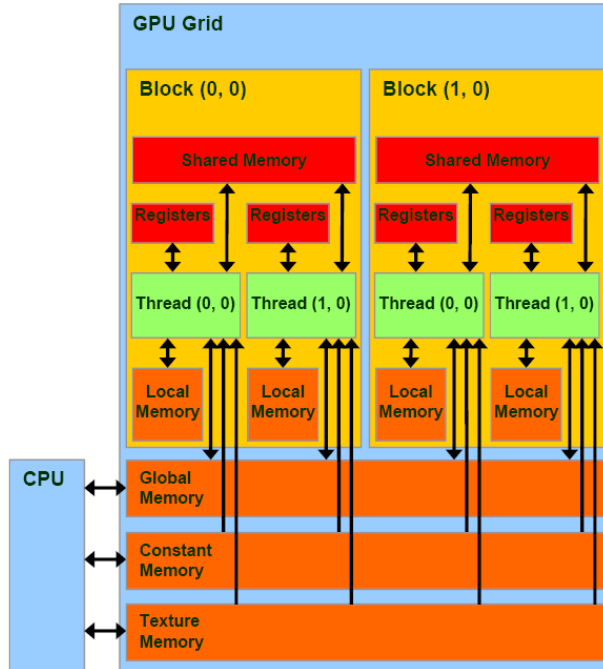 GPU Grid
Block (0, 0)
Block (1, 0)
Shared Memory
Shared Memory
Registers
Registers
Registers
Registers
Thread (0, 0)
Thread (1, 0)
Thread (0, 0)
Thread (1, 0)
Local
Memory
Local
Memory
Local
Memory
Local
Memory
CPU
Global
Memory
Constant
Memory
Texture
Memory